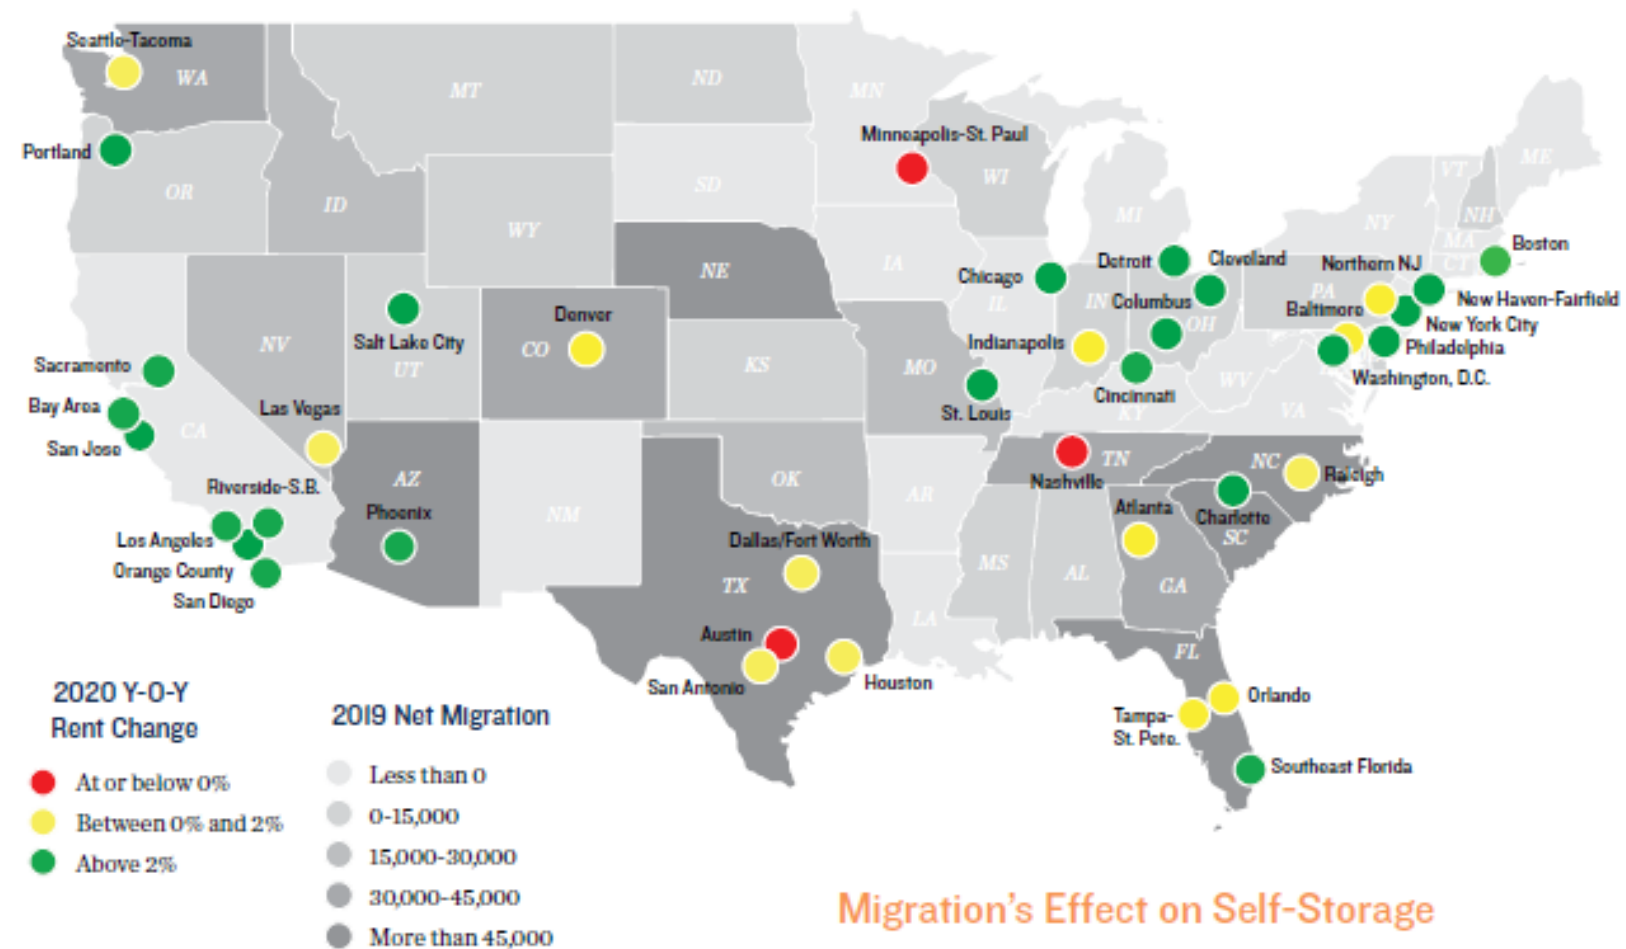 Seattle-Tacoma
WA
MT
ND
MN
Minneapolis-St. Paul
Portland
OR
ID
SD
WI
VT
ME
WY
MI
NY
NH
NE
IA
Chicago
Detroit
Cleveland
MA
CT
Boston
Northern NJ
Salt Lake City
UT
Denver
CO
IL
IN
Columbus
OH
PA
Baltimore
New Haven-Fairfield
New York City
NV
KS
MO
Indianapolis
Philadelphia
Sacramento
Cincinnati
WV
Washington, D.C.
Bay Area
San Jose
CA
Las Vegas
St. Louis
KY
VA
Riverside-S.B.
AZ
Phoenix
NM
OK
AR
Nashville
TN
NC
Raleigh
Los Angeles
Orange County
San Diego
Dallas/Fort Worth
TX
MS
AL
Atlanta
GA
Charlotte
SC
Austin
San Antonio
Houston
LA
FL
Orlando
Tampa-
St. Pete.
Southeast Florida
2020 Y-O-Y
Rent Change
At or below 0%
Between 0% and 2%
Above 2%
2019 Net Migration
Less than 0
0-15,000
15,000-30,000
30,000-45,000
More than 45,000
Migration's Effect on Self-Storage